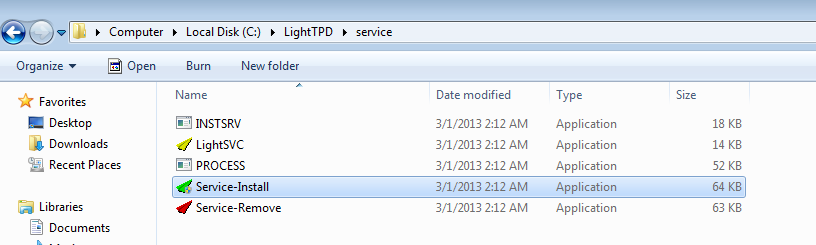 Computer Local Disk (C:) LightTPD service
Organize Open Burn New folder
Favorites
Desktop
Downloads
Recent Places
Libraries
Documents
Name Date modified Type Size
INSTSRV 3/1/2013 2:12 AM Application 18 KB
LightSVC 3/1/2013 2:12 AM Application 14 KB
PROCESS 3/1/2013 2:12 AM Application 52 KB
Service-Install 3/1/2013 2:12 AM Application 64 KB
Service-Remove 3/1/2013 2:12 AM Application 63 KB